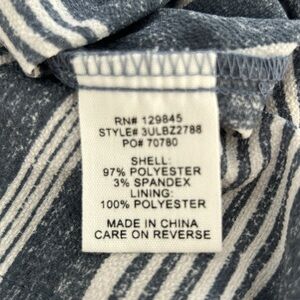 RN# 129845
STYLE# 3ULBZ2788
PO# 70780
SHELL:
97% POLYESTER
3% SPANDEX
LINING:
100% POLYESTER
MADE IN CHINA
CARE ON REVERSE